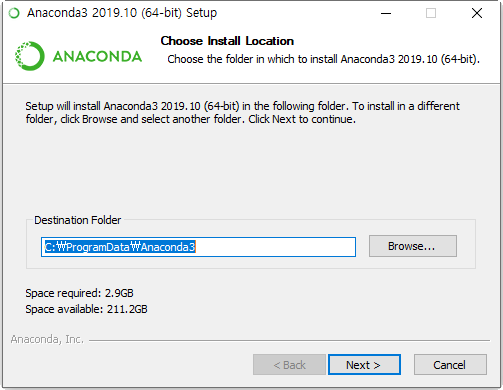 Anaconda3 2019.10 (64-bit) Setup
ANACONDA
Choose Install Location
Choose the folder in which to install Anaconda3 2019.10 (64-bit).
Setup will install Anaconda3 2019.10 (64-bit) in the following folder. To install in a different
folder, click Browse and select another folder. Click Next to continue.
Destination Folder
C:₩ProgramData₩Anaconda3
Browse...
Space required: 2.9GB
Space available: 211.2GB
Anaconda, Inc.
< Back
Next >
Cancel